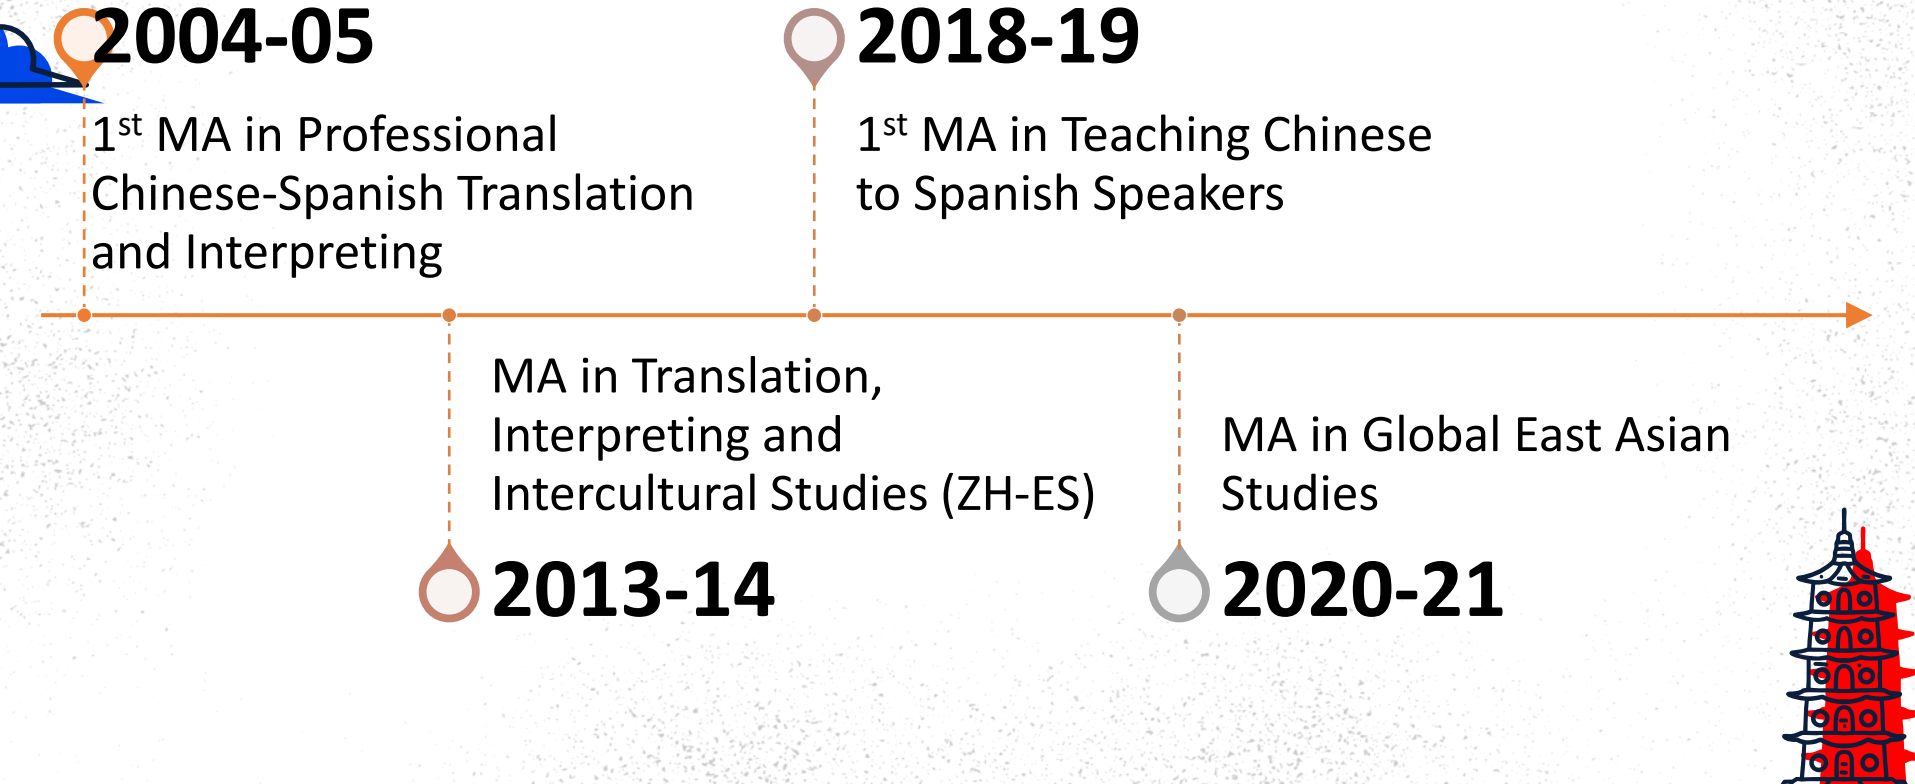 2004-05
1st MA in Professional
Chinese-Spanish Translation
and Interpreting
MA in Translation,
Interpreting and
Intercultural Studies (ZH-ES)
2013-14
2018-19
1st MA in Teaching Chinese
to Spanish Speakers
MA in Global East Asian
Studies
2020-21